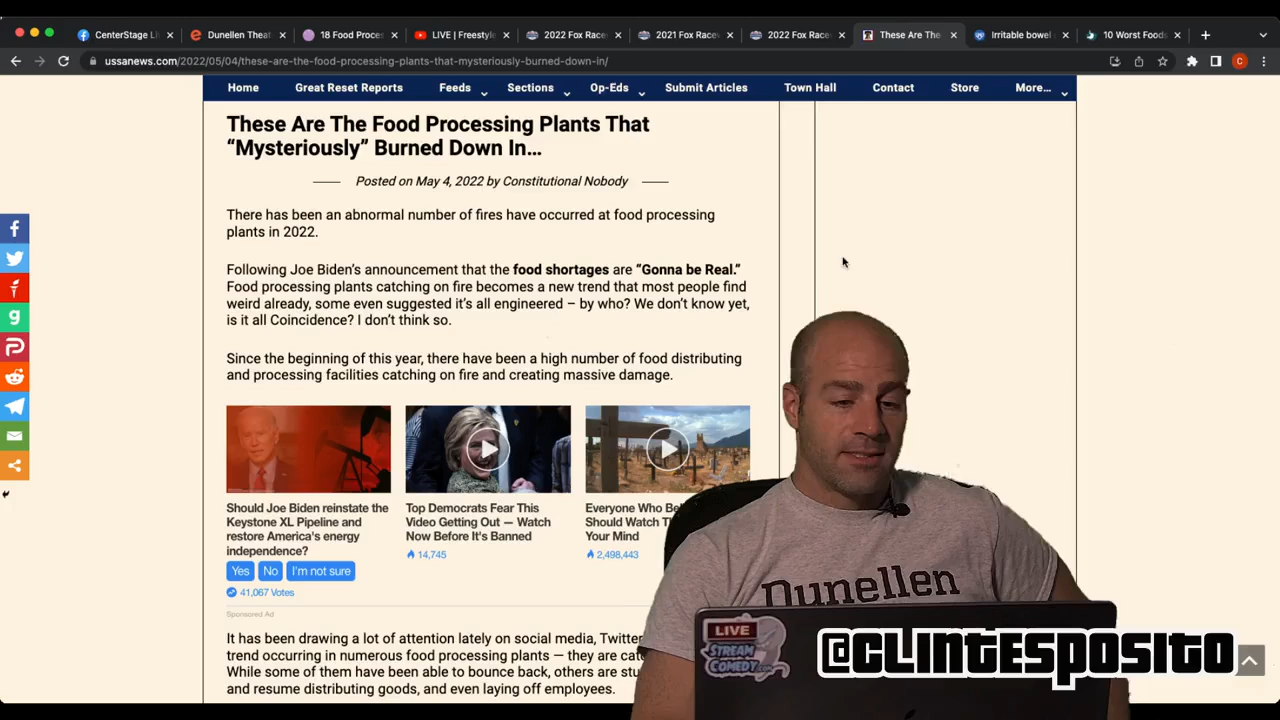 CenterStage Li
Dunellen Theat
18 Food Proces
LIVE | Freestyle
2022 Fox Race
2021 Fox Race
2022 Fox Race
These Are The
Irritable bowel
10 Worst Foods
ussanews.com/2022/05/04/these-are-the-food-processing-plants-that-mysteriously-burned-down-in/
Home Great Reset Reports Feeds Sections Op-Eds Submit Articles Town Hall Contact Store More...
These Are The Food Processing Plants That
“Mysteriously” Burned Down In…
Posted on May 4, 2022 by Constitutional Nobody
There has been an abnormal number of fires have occurred at food processing
plants in 2022.
Following Joe Biden’s announcement that the food shortages are “Gonna be Real.”
Food processing plants catching on fire becomes a new trend that most people find
weird already, some even suggested it’s all engineered – by who? We don’t know yet,
is it all Coincidence? I don’t think so.
Since the beginning of this year, there have been a high number of food distributing
and processing facilities catching on fire and creating massive damage.
Should Joe Biden reinstate the
Keystone XL Pipeline and
restore America's energy
independence?
Yes No I'm not sure
41,067 Votes
Top Democrats Fear This
Video Getting Out — Watch
Now Before It's Banned
14,745
Everyone Who Bel
Should Watch T
Your Mind
2,498,443
Sponsored Ad
It has been drawing a lot of attention lately on social media, Twitter
trend occurring in numerous food processing plants — they are catc
While some of them have been able to bounce back, others are stu
and resume distributing goods, and even laying off employees.
Dunellen
LIVE
STREAM
COMEDY.com
@CLINTESPOSITO